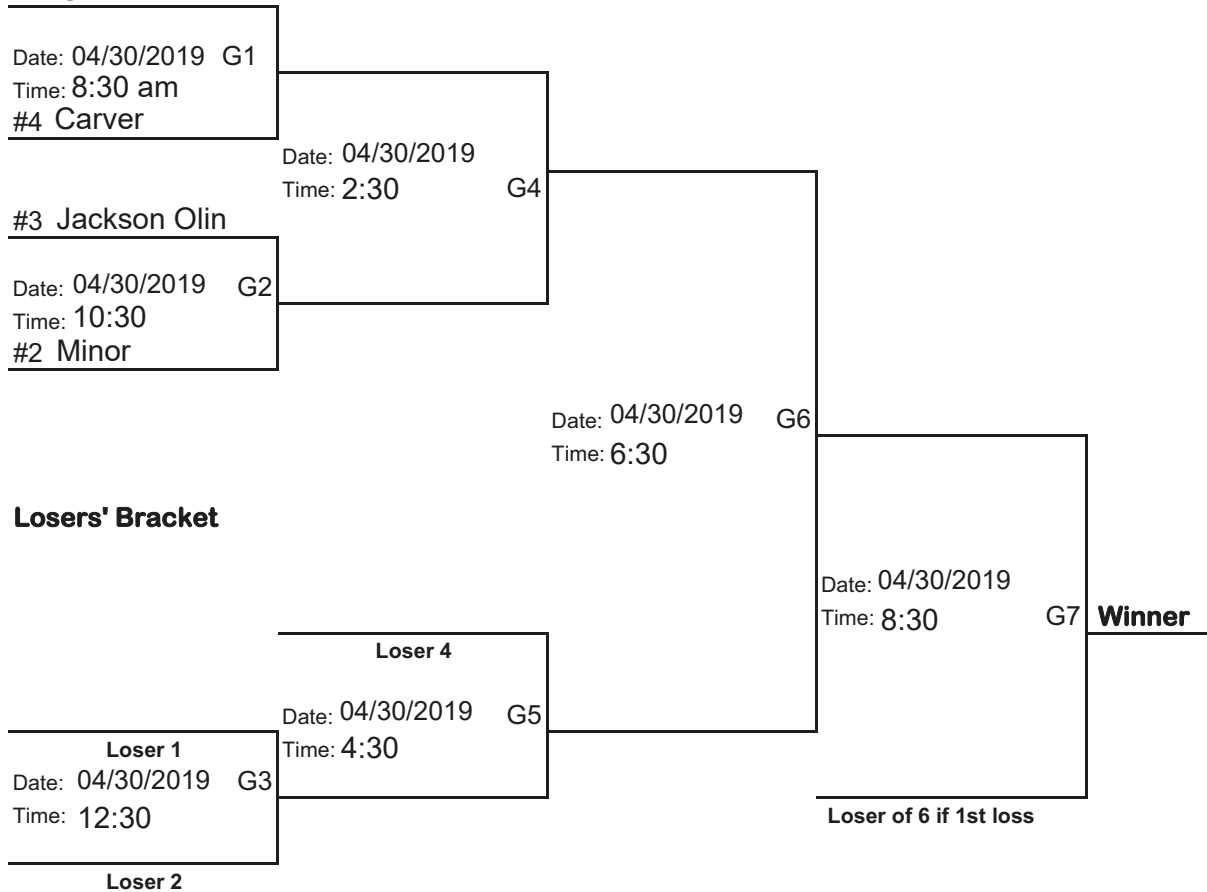 Date: 04/30/2019 G1
Time: 8:30 am
#4 Carver
Date: 04/30/2019
Time: 2:30 G4
#3 Jackson Olin
Date: 04/30/2019 G2
Time: 10:30
#2 Minor
Date: 04/30/2019 G6
Time: 6:30
Losers' Bracket
Date: 04/30/2019
Time: 8:30 G7 Winner
Loser 4
Date: 04/30/2019 G5
Time: 4:30
Loser 1
Date: 04/30/2019 G3
Time: 12:30
Loser of 6 if 1st loss
Loser 2